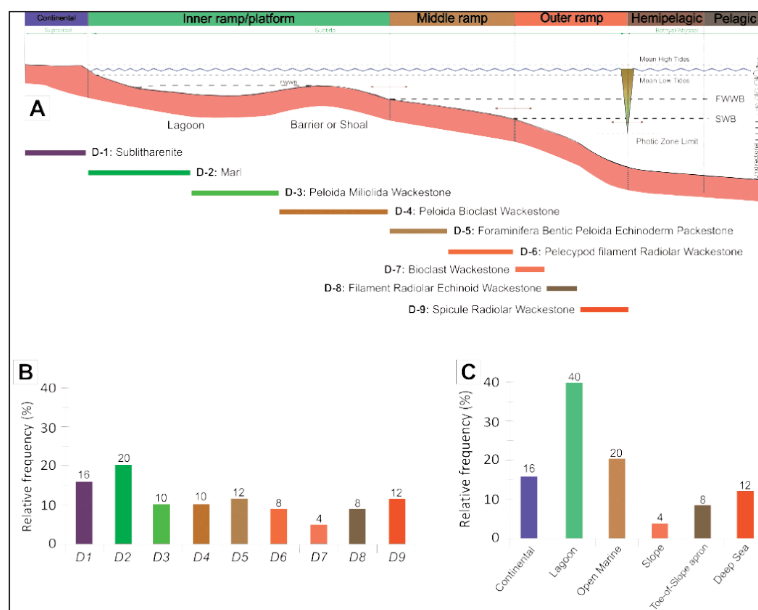 Continental Inner ramp/platform Middle ramp Outer ramp Hemipelagic Pelagic
Mean High Tides
Mean Low Tides
FWWB
FWWB
SWB
Photic Zone Limit
A
Lagoon Barrier or Shoal
D-1: Sublitharenite
D-2: Marl
D-3: Peloida Miliolida Wackestone
D-4: Peloida Bioclast Wackestone
D-5: Foraminifera Bentic Peloida Echinoderm Packestone
D-6: Pelecypod filament Radiolar Wackestone
D-7: Bioclast Wackestone
D-8: Filament Radiolar Echinoid Wackestone
D-9: Spicule Radiolar Wackestone
B
Relative frequency (%)
40
30
20
10
0
16 20 10 10 12 8 4 8 12
D1 D2 D3 D4 D5 D6 D7 D8 D9
C
Relative frequency (%)
40
30
20
10
0
16 40 20 4 8 12
Continental Lagoon Open Marine Slope Toe-of-Slope apron Deep Sea